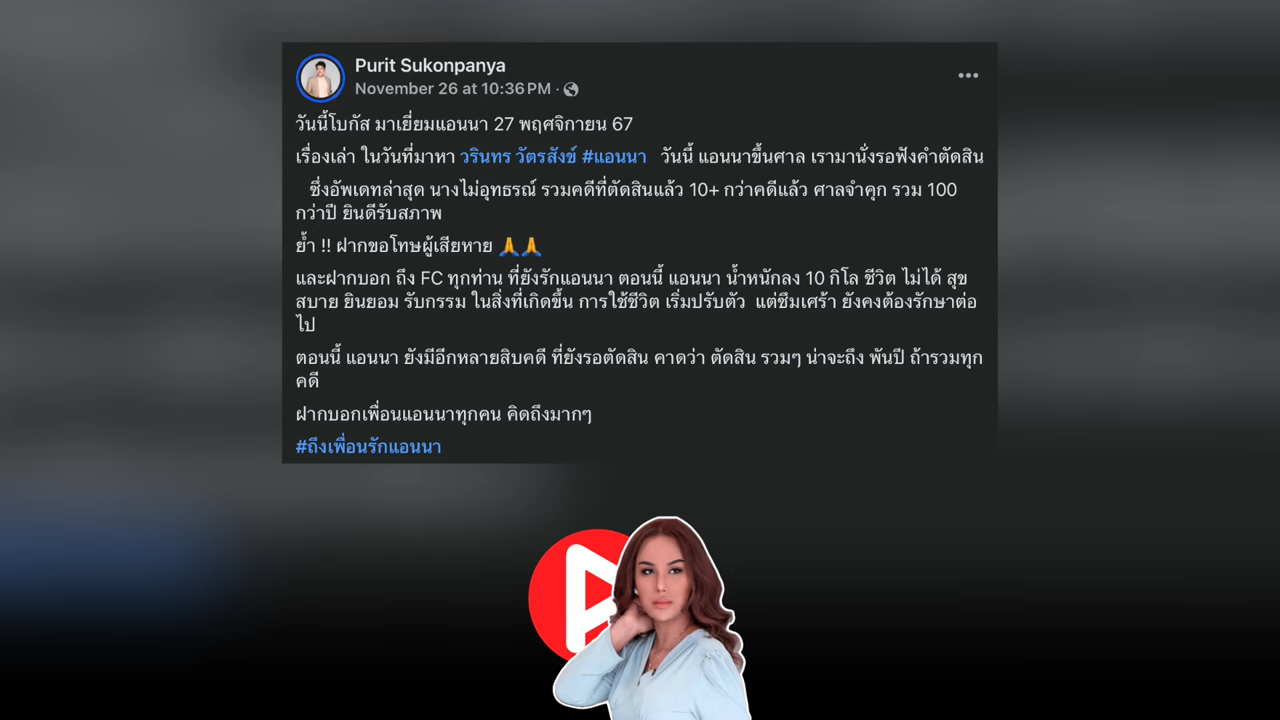 Purit Sukonpanya
November 26 at 10:36 PM ·
วันนี้โบกัส มาเยี่ยมแอนนา 27 พฤศจิกายน 67
เรื่องเล่า ในวันที่มาหา วรินทร วัตรสังข์ #แอนนา วันนี้ แอนนาขึ้นศาล เรามานั่งรอฟังคำตัดสิน
ซึ่งอัพเดทล่าสุด นางไม่อุทธรณ์ รวมคดีที่ตัดสินแล้ว 10+ กว่าคดีแล้ว ศาลจำคุก รวม 100
กว่าปี ยินดีรับสภาพ
ย้ำ !! ฝากขอโทษผู้เสียหาย 🙏🙏
และฝากบอก ถึง FC ทุกท่าน ที่ยังรักแอนนา ตอนนี้ แอนนา น้ำหนักลง 10 กิโล ชีวิต ไม่ได้ สุข
สบาย ยินยอม รับกรรม ในสิ่งที่เกิดขึ้น การใช้ชีวิต เริ่มปรับตัว แต่ซึมเศร้า ยังคงต้องรักษาต่อ
ไป
ตอนนี้ แอนนา ยังมีอีกหลายสิบคดี ที่ยังรอตัดสิน คาดว่า ตัดสิน รวมๆ น่าจะถึง พันปี ถ้ารวมทุก
คดี
ฝากบอกเพื่อนแอนนาทุกคน คิดถึงมากๆ
#ถึงเพื่อนรักแอนนา